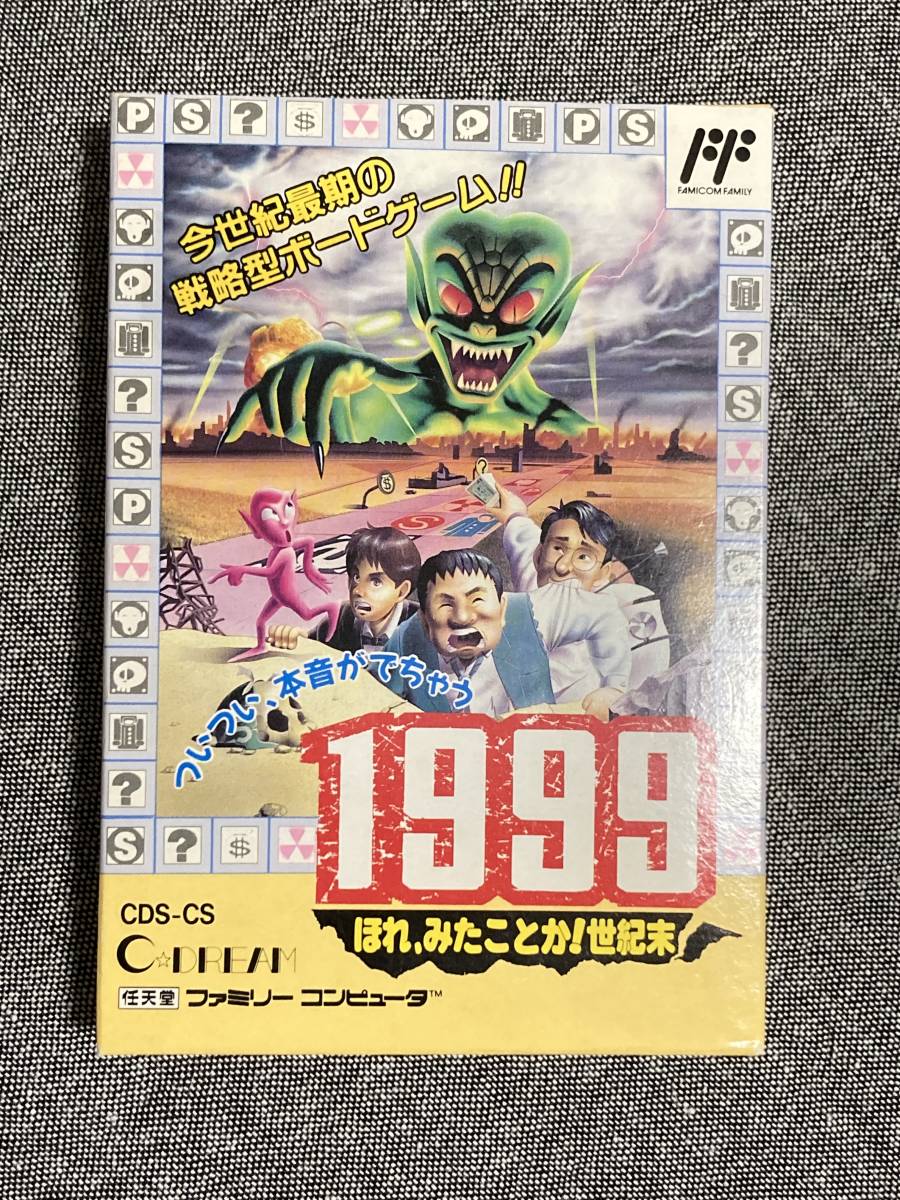 P S ? $ P S
FAMICOM FAMILY
今世紀最期の
戦略型ボードゲーム!!
?
S
P
?
S
?
S
$
S
つい、つい、本音がでちゃう
1999
ほれ、みたことか!世紀末
S ? $
CDS-CS
C☆DREAM
任天堂 ファミリー コンピュータ™